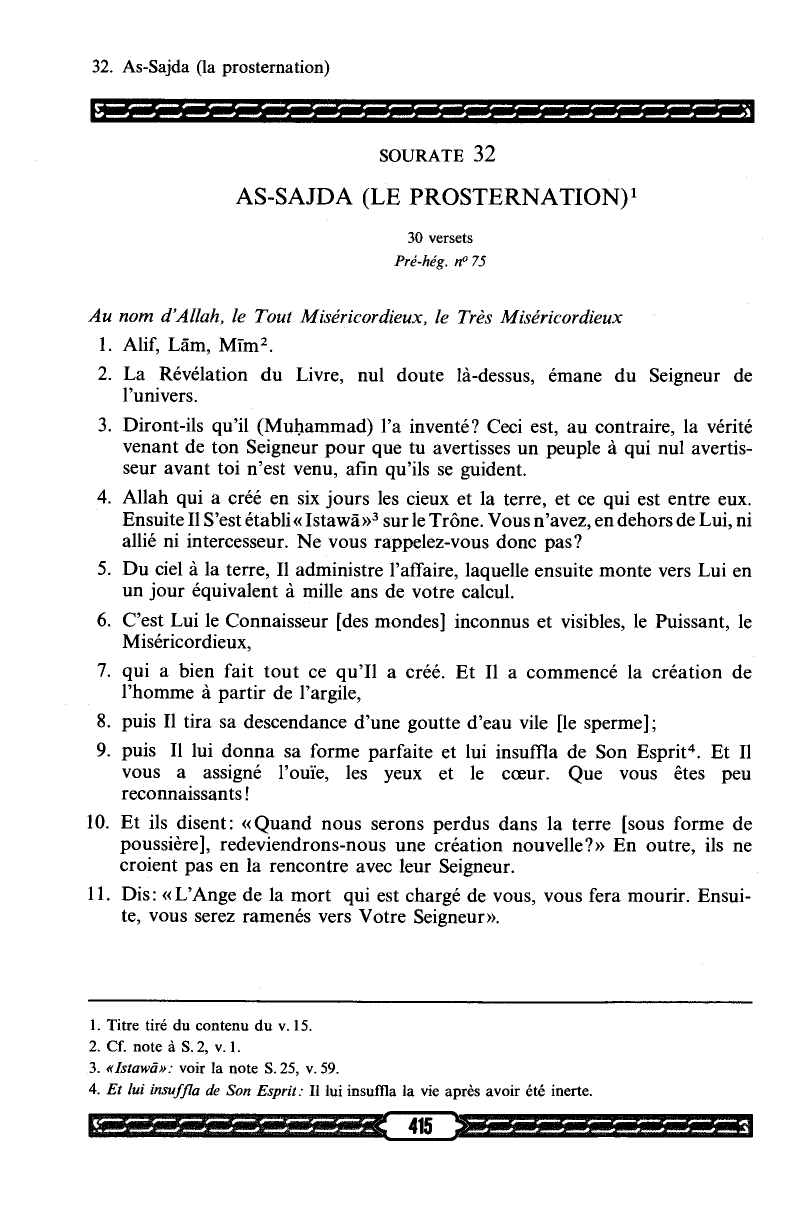 32. As-Sajda (la prosternation)
SOURATE 32
AS-SAJDA (LE PROSTERNATION)¹
30 versets
Pré-hég. nº 75
Au nom d'Allah, le Tout Miséricordieux, le Très Miséricordieux
1. Alif, Lām, Mīm².
2. La Révélation du Livre, nul doute là-dessus, émane du Seigneur de
l'univers.
3. Diront-ils qu'il (Muḥammad) l'a inventé? Ceci est, au contraire, la vérité
venant de ton Seigneur pour que tu avertisses un peuple à qui nul avertis-
seur avant toi n'est venu, afin qu'ils se guident.
4. Allah qui a créé en six jours les cieux et la terre, et ce qui est entre eux.
Ensuite Il S'est établi «Istawā»³ sur le Trône. Vous n'avez, en dehors de Lui, ni
allié ni intercesseur. Ne vous rappelez-vous donc pas?
5. Du ciel à la terre, Il administre l'affaire, laquelle ensuite monte vers Lui en
un jour équivalent à mille ans de votre calcul.
6. C'est Lui le Connaisseur [des mondes] inconnus et visibles, le Puissant, le
Miséricordieux,
7. qui a bien fait tout ce qu'Il a créé. Et Il a commencé la création de
l'homme à partir de l'argile,
8. puis Il tira sa descendance d'une goutte d'eau vile [le sperme];
9. puis Il lui donna sa forme parfaite et lui insuffla de Son Esprit⁴. Et Il
vous a assigné l'ouïe, les yeux et le cœur. Que vous êtes peu
reconnaissants!
10. Et ils disent: «Quand nous serons perdus dans la terre [sous forme de
poussière], redeviendrons-nous une création nouvelle?» En outre, ils ne
croient pas en la rencontre avec leur Seigneur.
11. Dis: «L'Ange de la mort qui est chargé de vous, vous fera mourir. Ensui-
te, vous serez ramenés vers Votre Seigneur».
1. Titre tiré du contenu du v. 15.
2. Cf. note à S. 2, v. 1.
3. «Istawā»: voir la note S. 25, v. 59.
4. Et lui insuffla de Son Esprit: Il lui insuffla la vie après avoir été inerte.
415